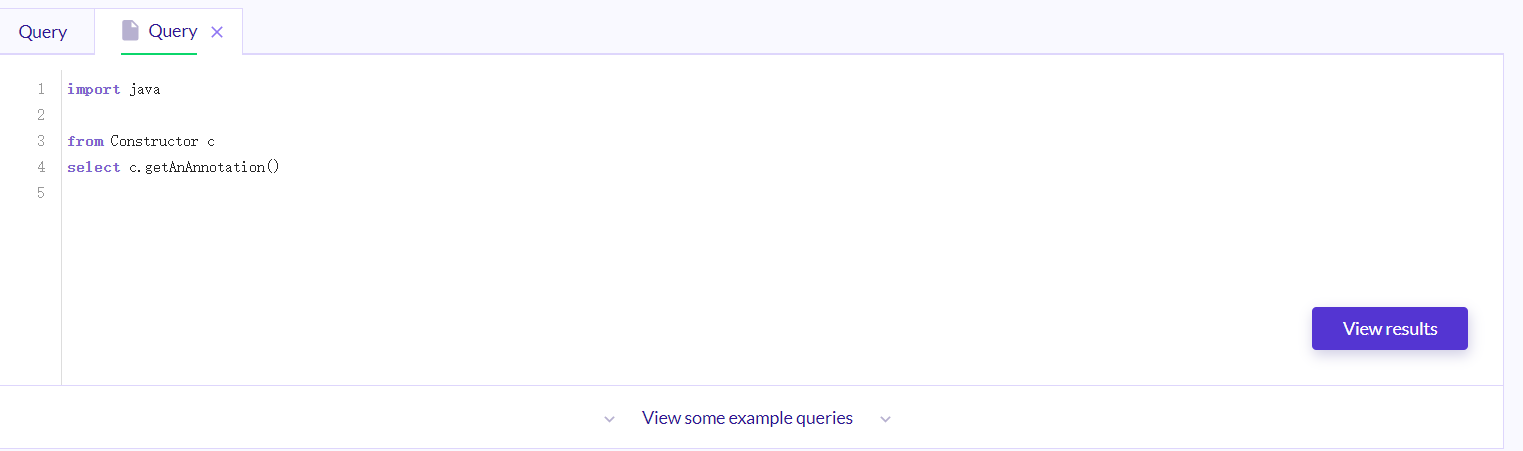 Query
Query
1 import java
2
3 from Constructor c
4 select c.getAnAnnotation()
5
View results
View some example queries